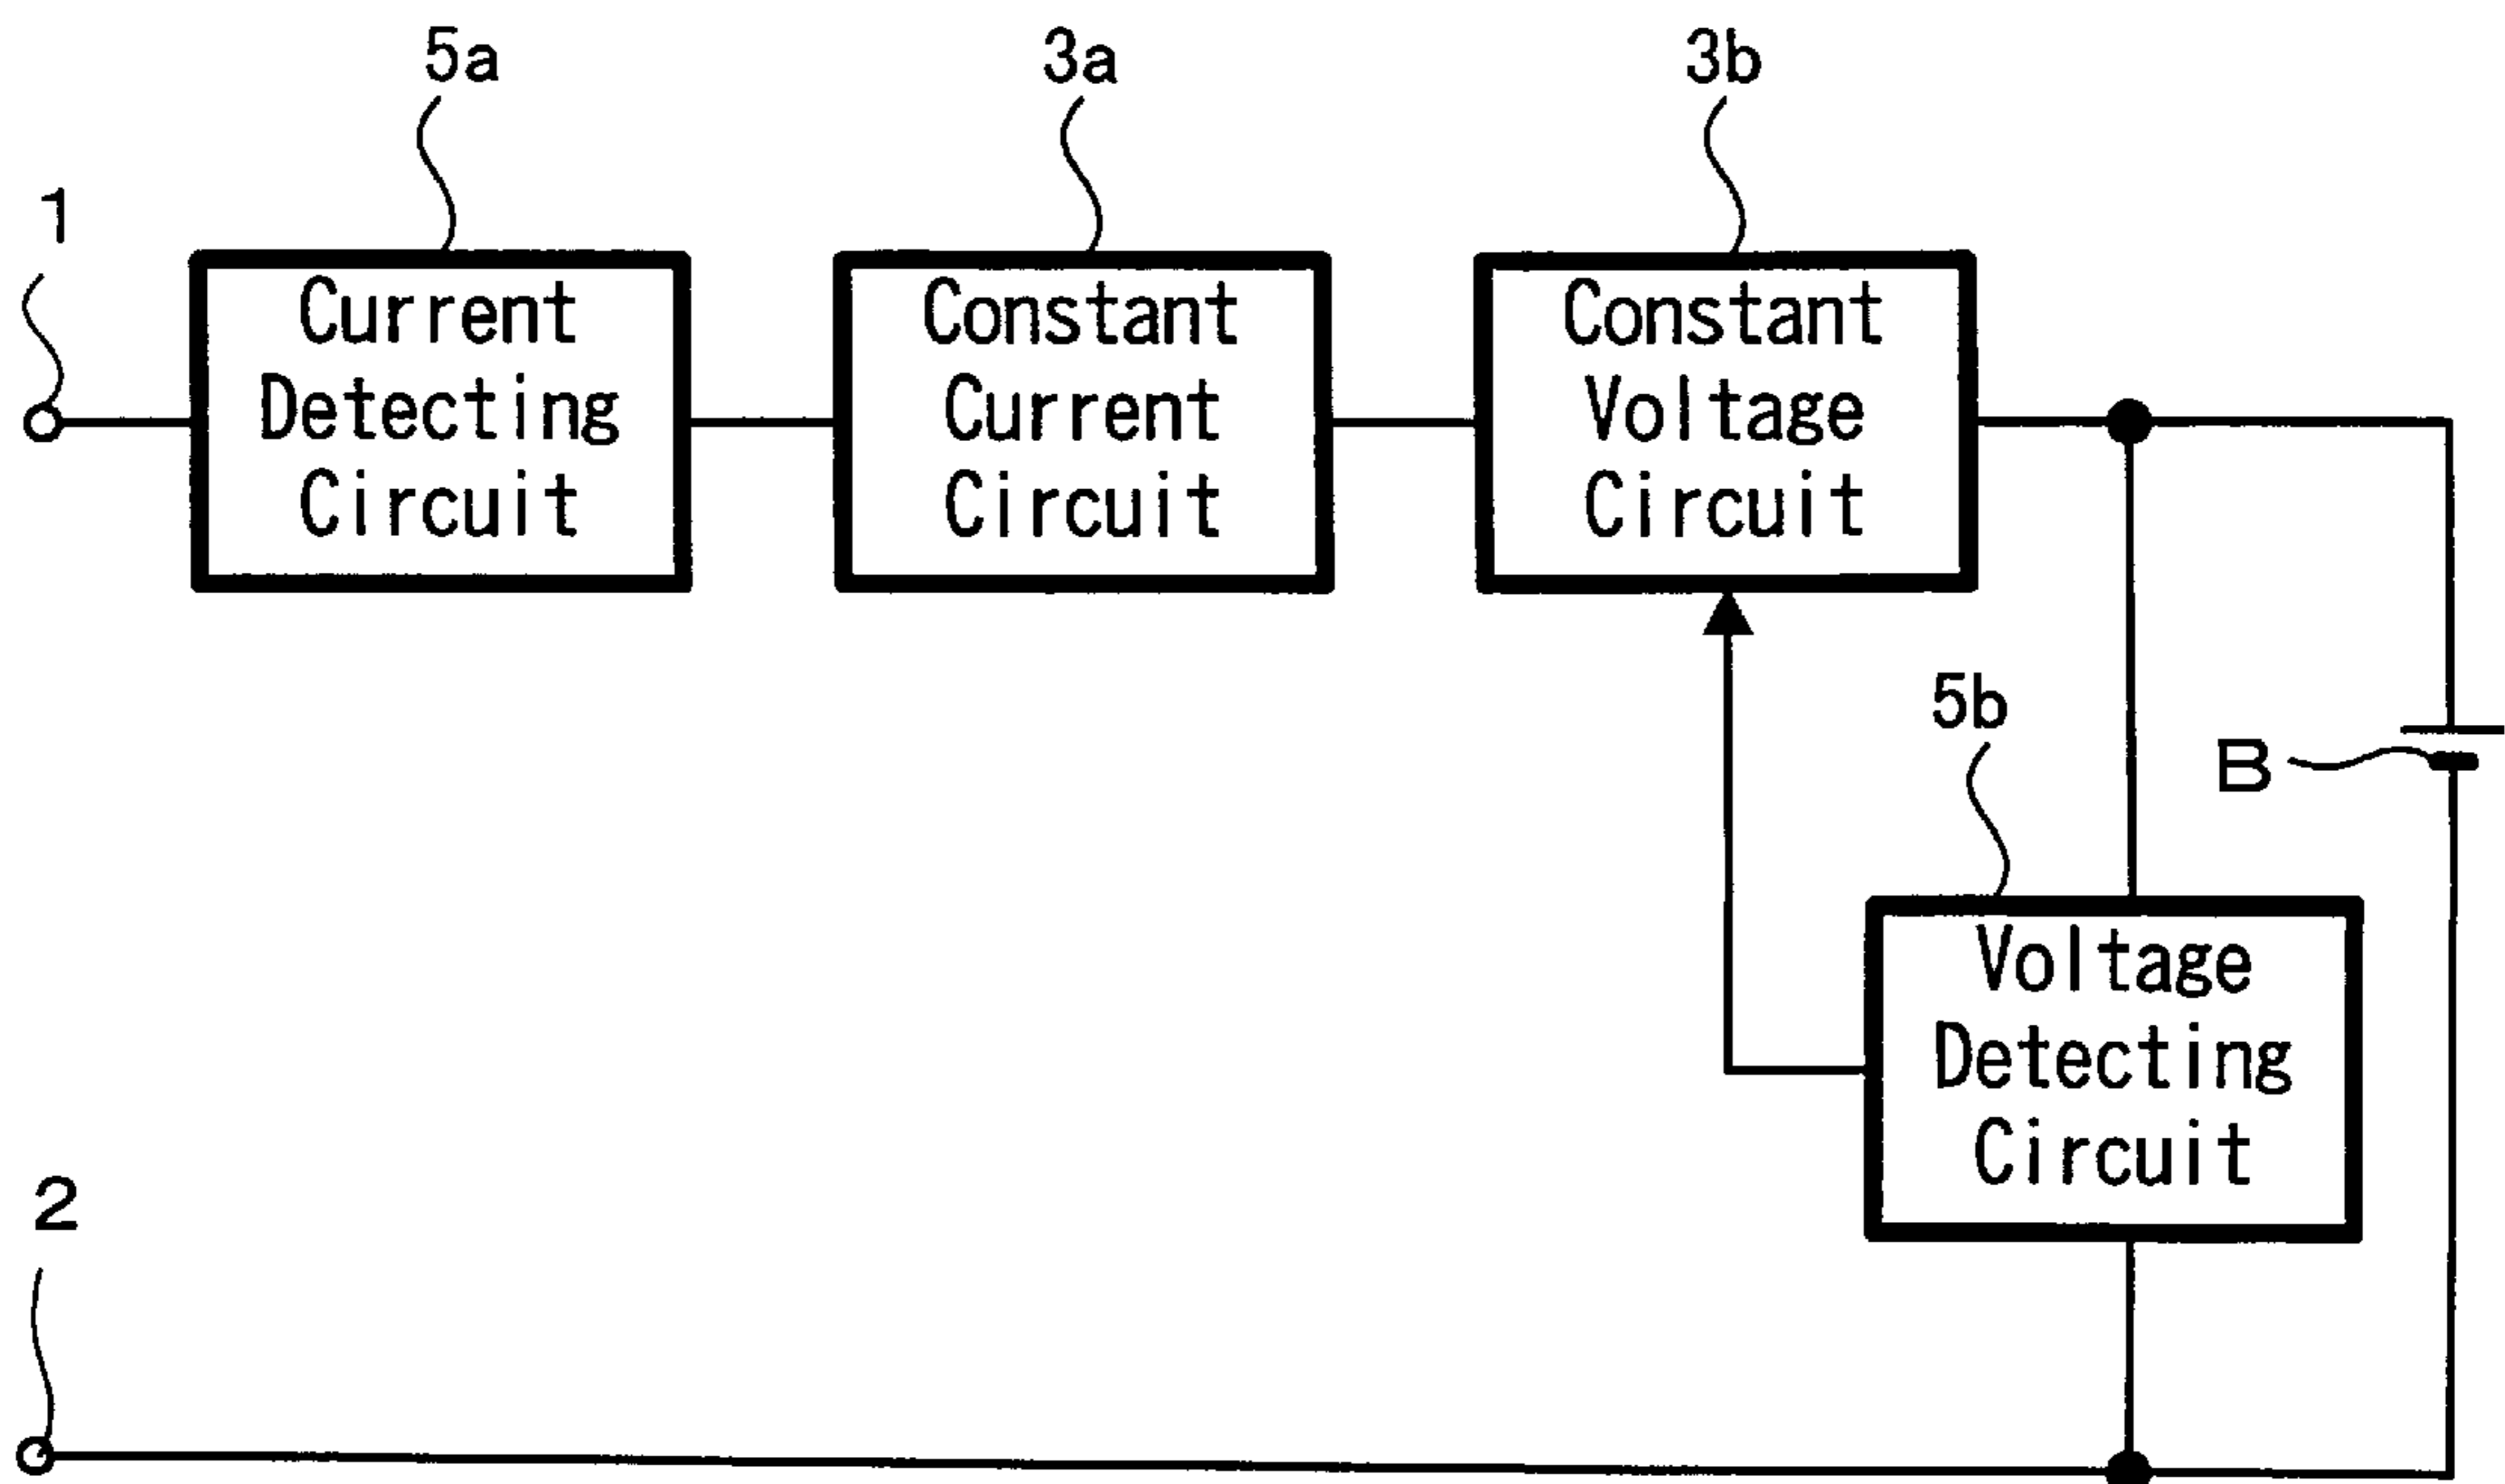 5a
3a
3b
1
Current
Detecting
Circuit
Constant
Current
Circuit
Constant
Voltage
Circuit
5b
B
Voltage
Detecting
Circuit
2